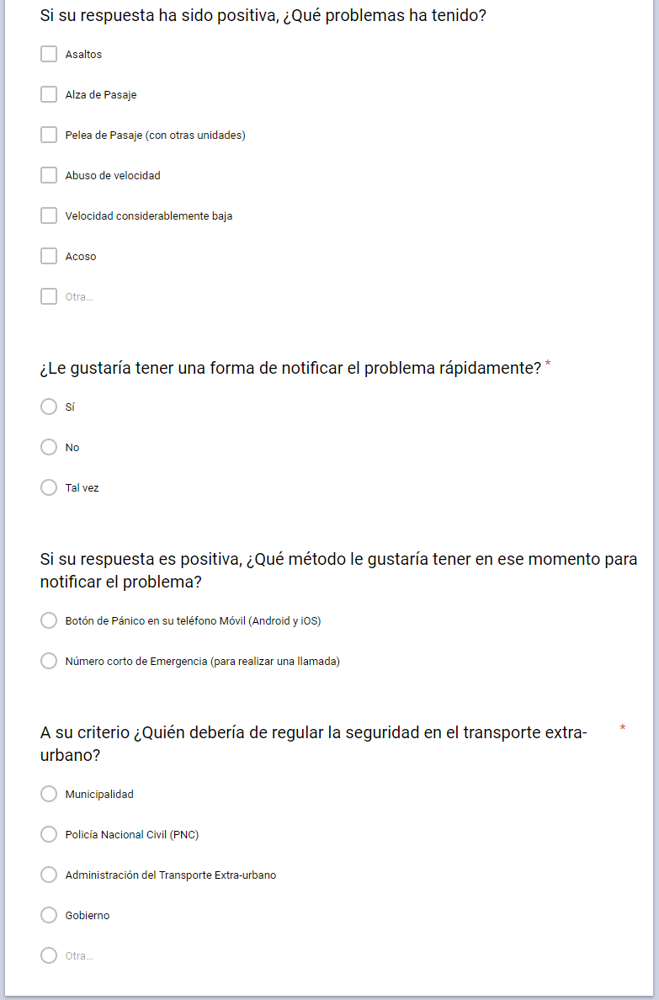 Si su respuesta ha sido positiva, ¿Qué problemas ha tenido?
Asaltos
Alza de Pasaje
Pelea de Pasaje (con otras unidades)
Abuso de velocidad
Velocidad considerablemente baja
Acoso
Otra...
¿Le gustaría tener una forma de notificar el problema rápidamente? *
Sí
No
Tal vez
Si su respuesta es positiva, ¿Qué método le gustaría tener en ese momento para
notificar el problema?
Botón de Pánico en su teléfono Móvil (Android y iOS)
Número corto de Emergencia (para realizar una llamada)
A su criterio ¿Quién debería de regular la seguridad en el transporte extra- *
urbano?
Municipalidad
Policía Nacional Civil (PNC)
Administración del Transporte Extra-urbano
Gobierno
Otra...